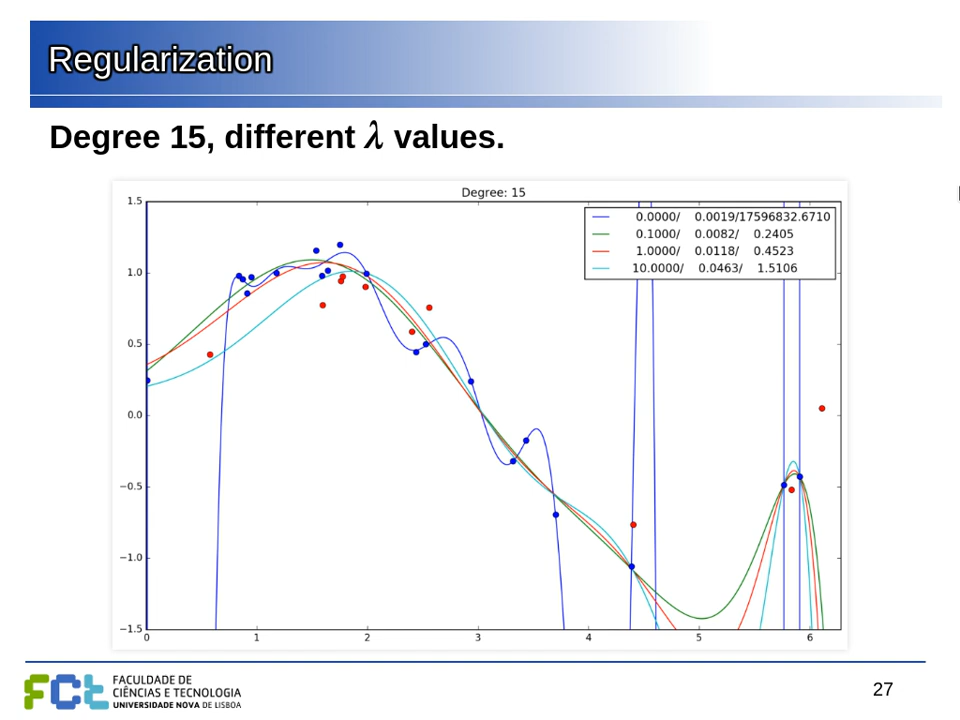 Regularization
Degree 15, different λ values.
Degree: 15
0.0000/ 0.0019/17596832.6710
0.1000/ 0.0082/ 0.2405
1.0000/ 0.0118/ 0.4523
10.0000/ 0.0463/ 1.5106
1.5
1.0
0.5
0.0
−0.5
−1.0
−1.5
0 1 2 3 4 5 6
FCt FACULDADE DE
CIÊNCIAS E TECNOLOGIA
UNIVERSIDADE NOVA DE LISBOA
27